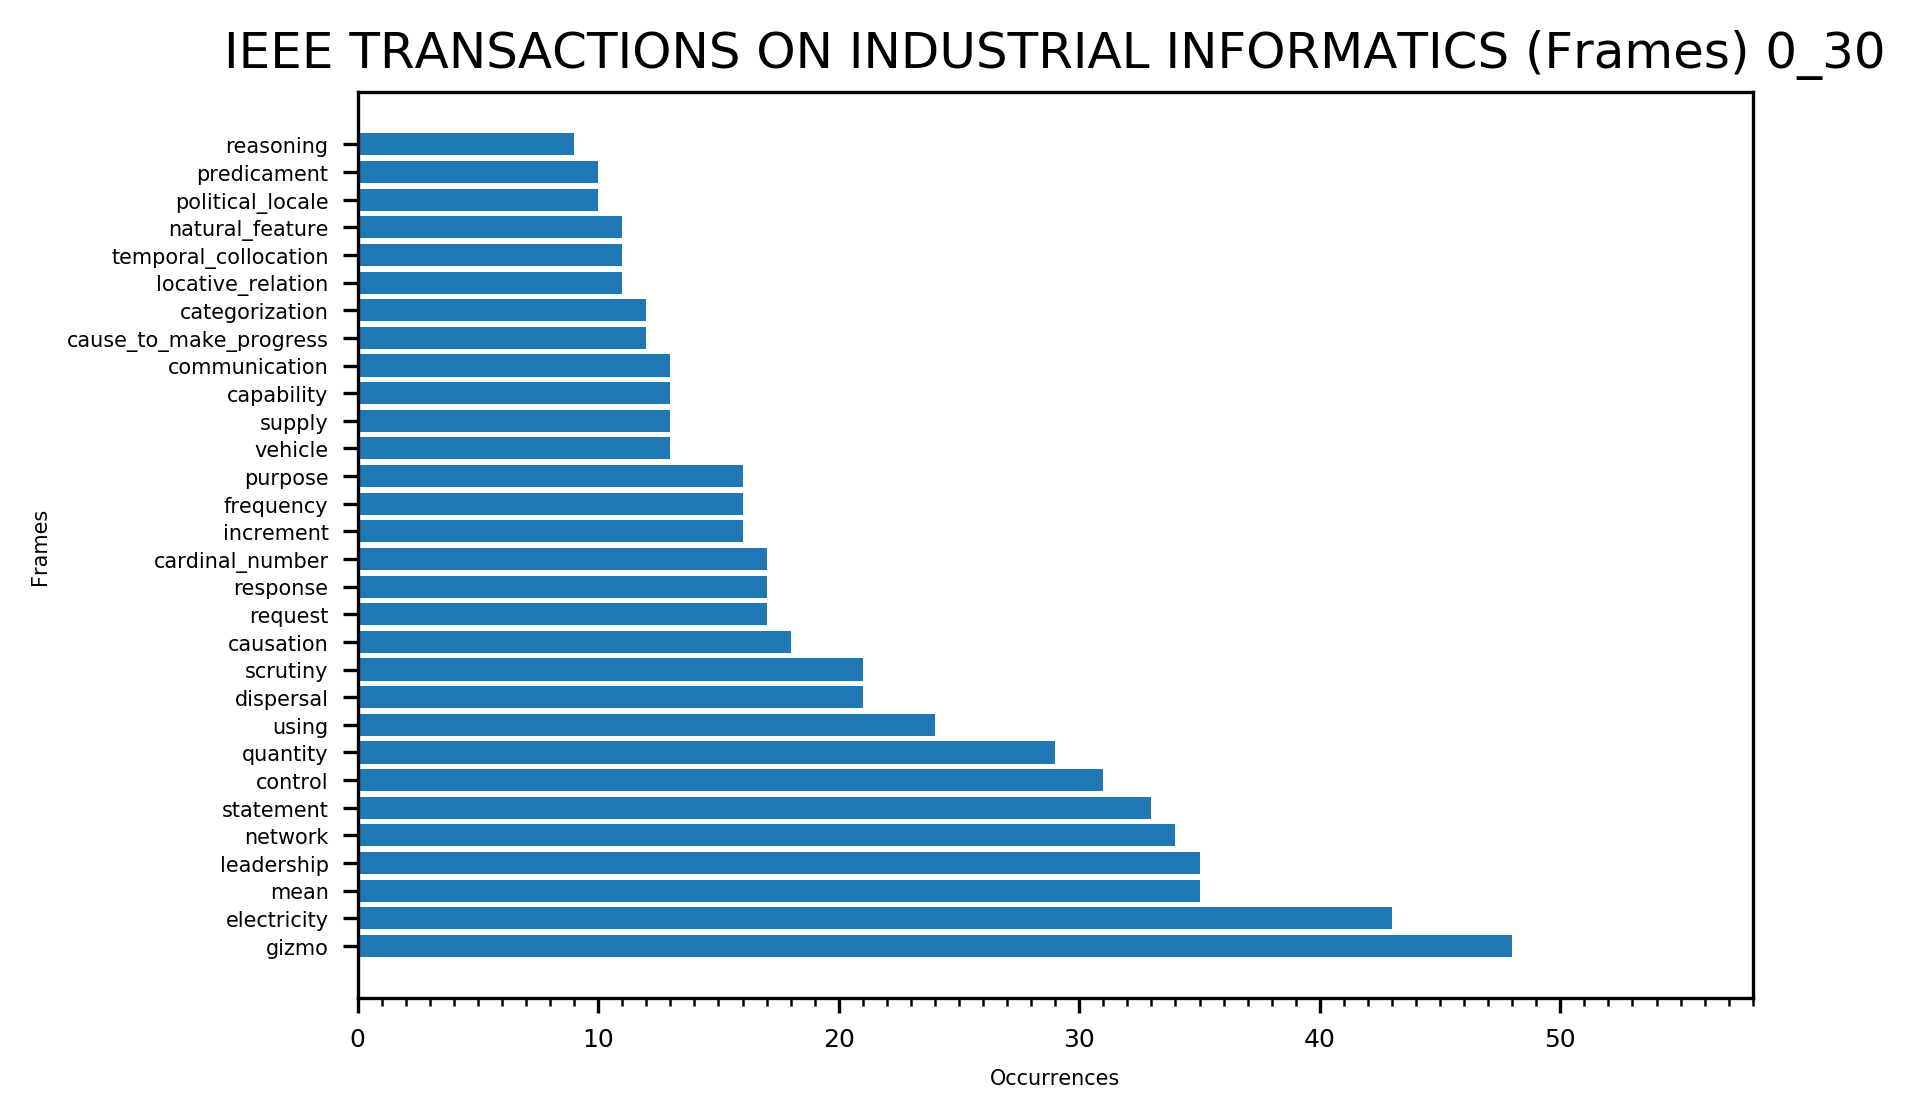 IEEE TRANSACTIONS ON INDUSTRIAL INFORMATICS (Frames) 0_30
reasoning
predicament
political_locale
natural_feature
temporal_collocation
locative_relation
categorization
cause_to_make_progress
communication
capability
supply
vehicle
purpose
frequency
increment
cardinal_number
response
request
causation
scrutiny
dispersal
using
quantity
control
statement
network
leadership
mean
electricity
gizmo
Frames
0 10 20 30 40 50
Occurrences